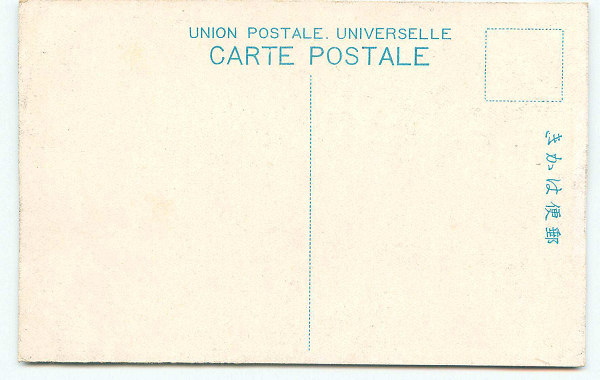 UNION POSTALE. UNIVERSELLE
CARTE POSTALE
郵便はかき